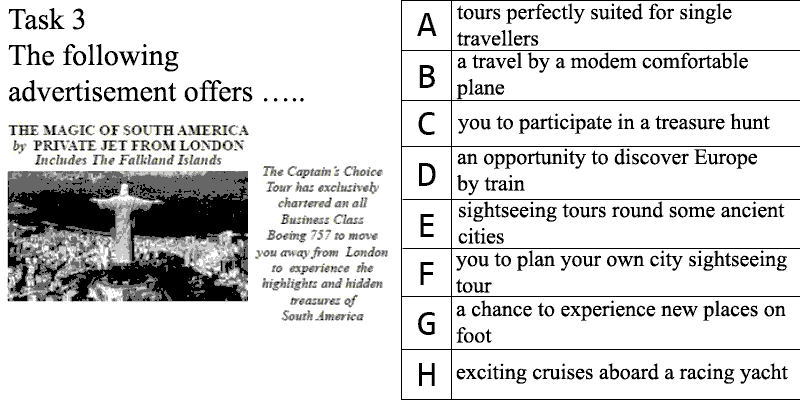 Task 3
The following
advertisement offers …..
THE MAGIC OF SOUTH AMERICA
by PRIVATE JET FROM LONDON
Includes The Falkland Islands
The Captain's Choice
Tour has exclusively
chartered an all
Business Class
Boeing 757 to move
you away from London
to experience the
highlights and hidden
treasures of
South America
A
tours perfectly suited for single
travellers
B
a travel by a modem comfortable
plane
C
you to participate in a treasure hunt
D
an opportunity to discover Europe
by train
E
sightseeing tours round some ancient
cities
F
you to plan your own city sightseeing
tour
G
a chance to experience new places on
foot
H
exciting cruises aboard a racing yacht